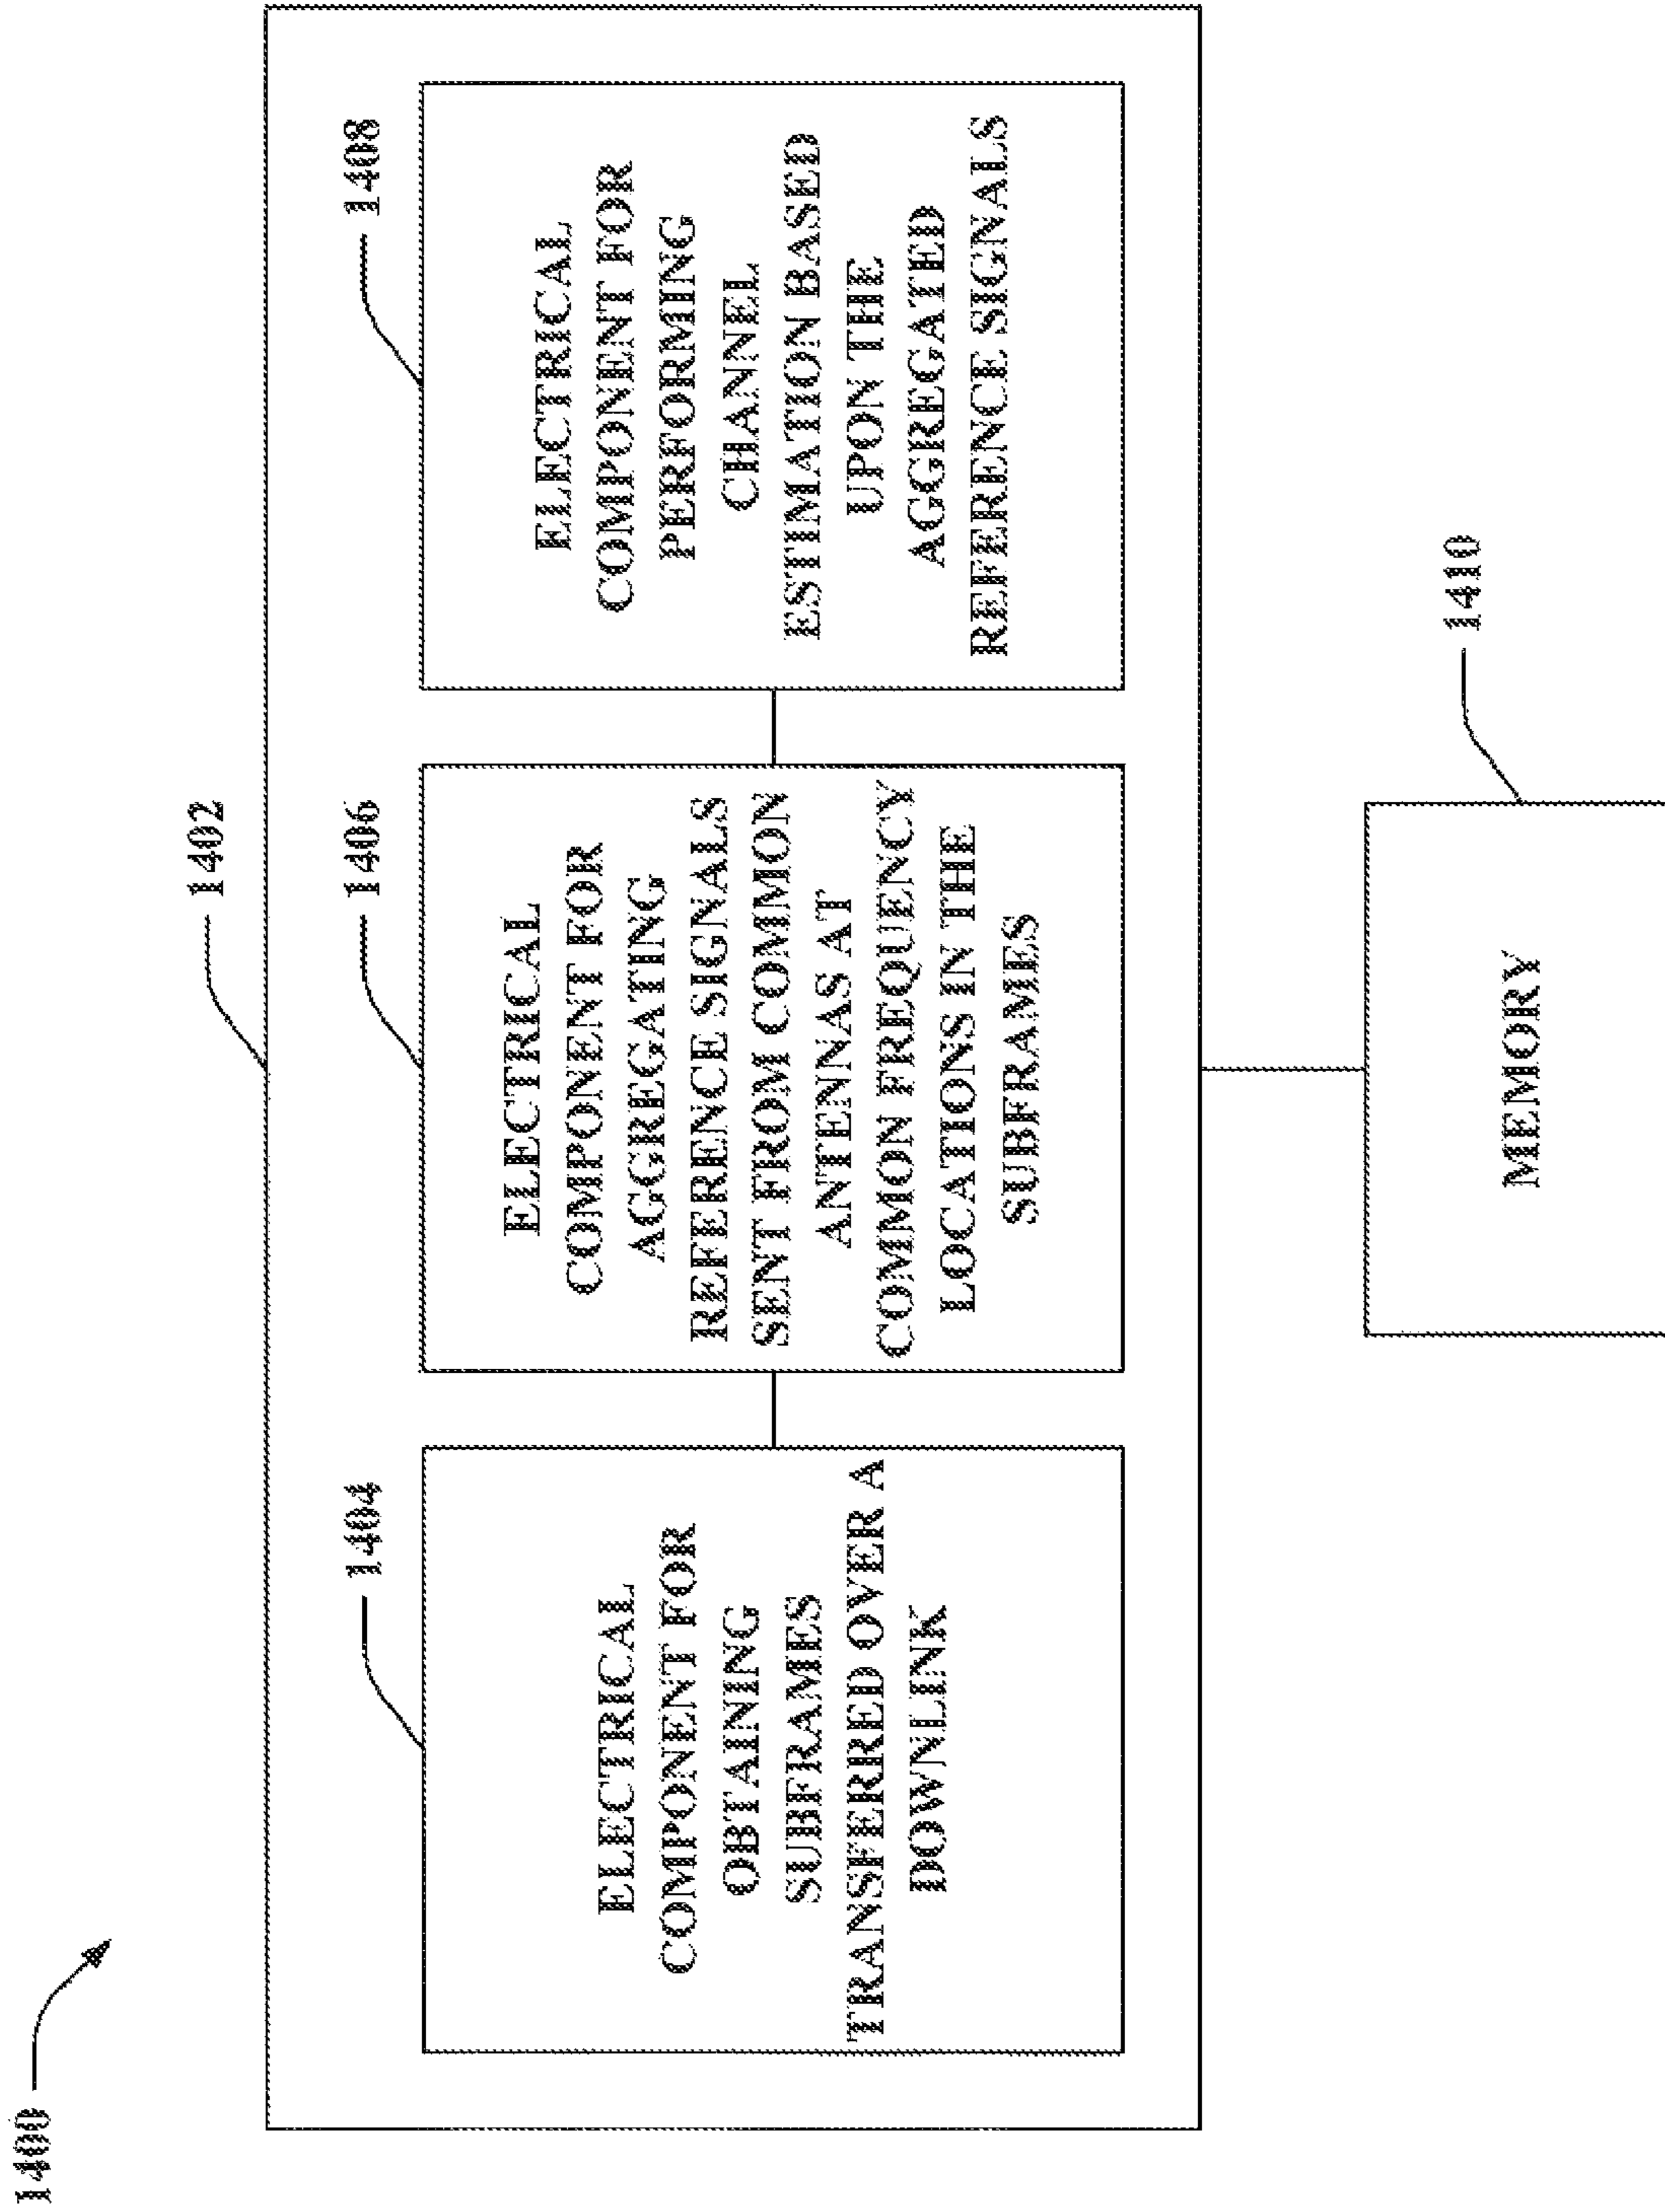 1400
1402
1404
ELECTRICAL
COMPONENT FOR
OBTAINING
SUBFRAMES
TRANSFERRED OVER A
DOWNLINK
1406
ELECTRICAL
COMPONENT FOR
AGGREGATING
REFERENCE SIGNALS
SENT FROM COMMON
ANTENNAS AT
COMMON FREQUENCY
LOCATIONS IN THE
SUBFRAMES
1408
ELECTRICAL
COMPONENT FOR
PERFORMING
CHANNEL
ESTIMATION BASED
UPON THE
AGGREGATED
REFERENCE SIGNALS
1410
MEMORY